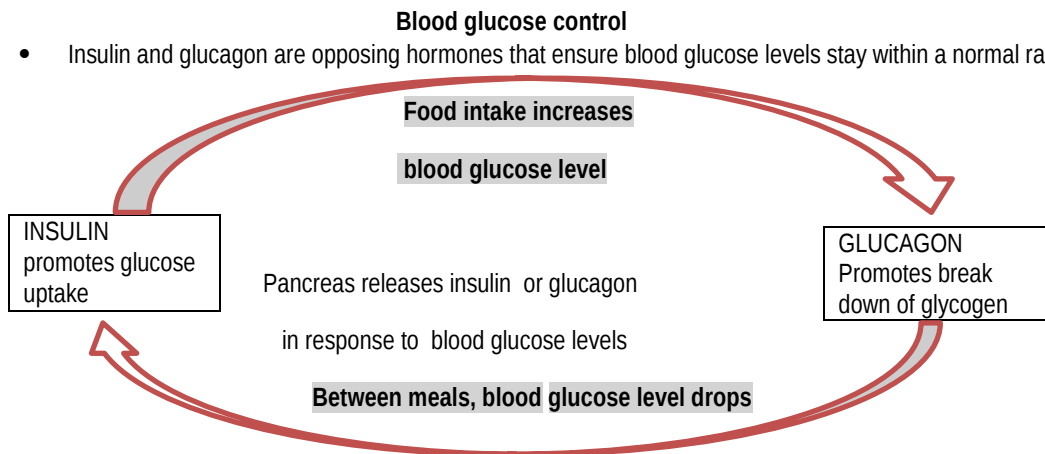 Blood glucose control
• Insulin and glucagon are opposing hormones that ensure blood glucose levels stay within a normal ra
Food intake increases
blood glucose level
INSULIN
promotes glucose
uptake
GLUCAGON
Promotes break
down of glycogen
Pancreas releases insulin or glucagon
in response to blood glucose levels
Between meals, blood glucose level drops